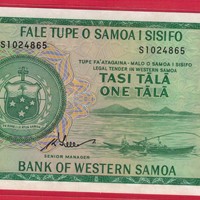 FALE TUPE O SAMOA I SISIFO
S1024865 S1024865
TUPE FA'ATAGAINA - MALO O SAMOA I SISIFO
LEGAL TENDER IN WESTERN SAMOA
TASI TĀLĀ
ONE TĀLĀ
SENIOR MANAGER
BANK OF WESTERN SAMOA